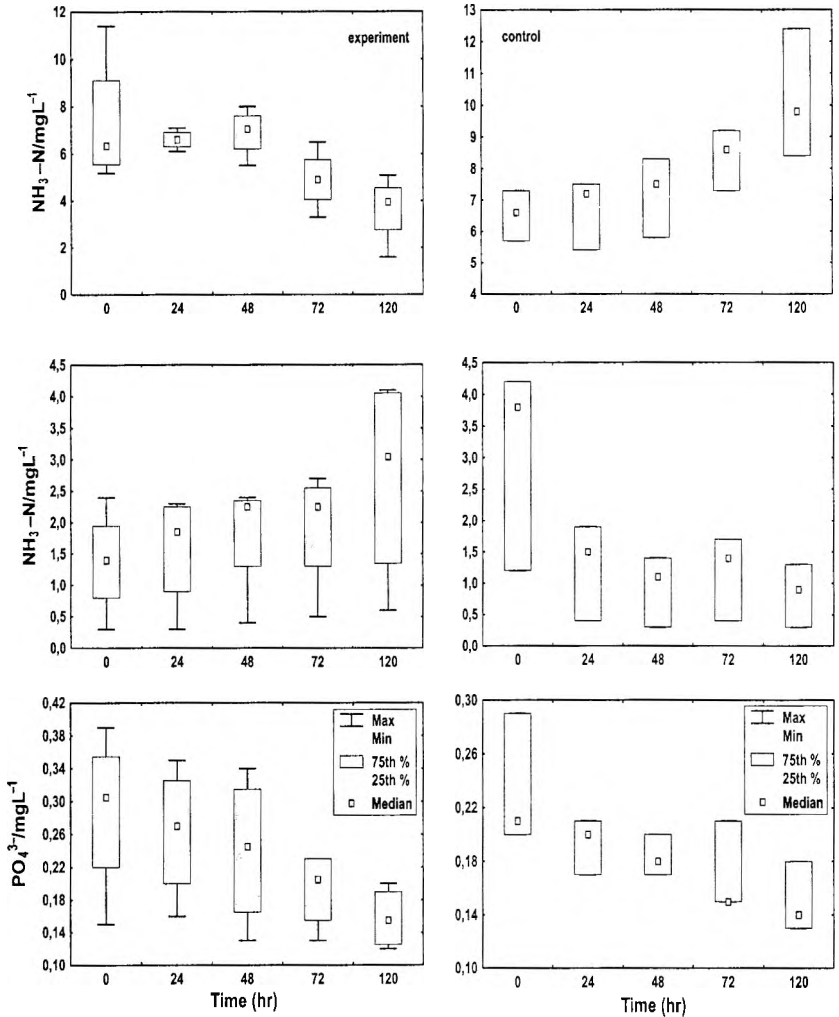 experiment
NH₃–N/mgL⁻¹
12
10
8
6
4
2
0
0 24 48 72 120
control
13
12
11
10
9
8
7
6
5
4
0 24 48 72 120
NH₃–N/mgL⁻¹
4,5
4,0
3,5
3,0
2,5
2,0
1,5
1,0
0,5
0,0
0 24 48 72 120
4,5
4,0
3,5
3,0
2,5
2,0
1,5
1,0
0,5
0,0
0 24 48 72 120
PO₄³⁻/mgL⁻¹
0,42
0,38
0,34
0,30
0,26
0,22
0,18
0,14
0,10
Max
Min
75th %
25th %
Median
0 24 48 72 120
Time (hr)
0,30
0,26
0,22
0,18
0,14
0,10
Max
Min
75th %
25th %
Median
0 24 48 72 120
Time (hr)